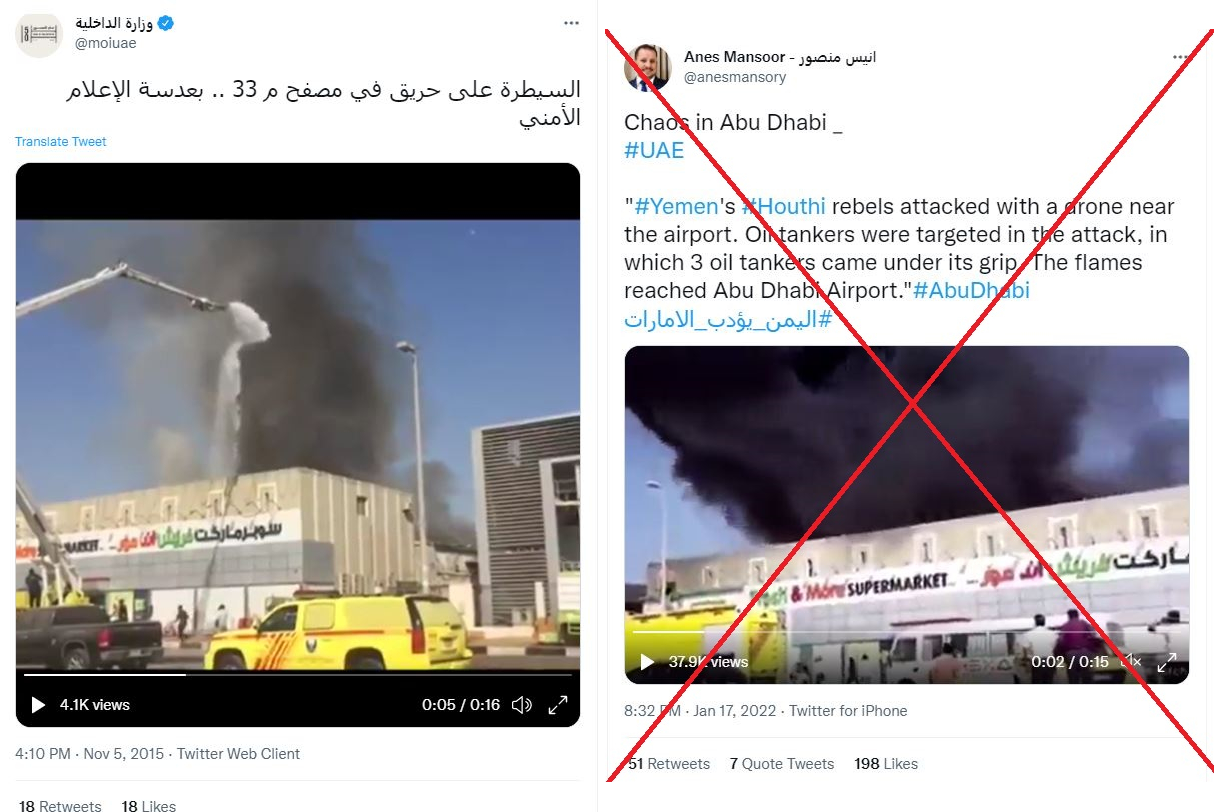 وزارة الداخلية
@moiuae
السيطرة على حريق في مصفح م 33 .. بعدسة الإعلام
الأمني
Translate Tweet
سوبرماركت فريش اند مور
MARKET
4.1K views
0:05 / 0:16
4:10 PM · Nov 5, 2015 · Twitter Web Client
18 Retweets 18 Likes
Anes Mansoor - انيس منصور
@anesmansory
Chaos in Abu Dhabi _
#UAE
"#Yemen's #Houthi rebels attacked with a drone near
the airport. Oil tankers were targeted in the attack, in
which 3 oil tankers came under its grip. The flames
reached Abu Dhabi Airport."#AbuDhabi
#اليمن_يؤدب_الامارات
& More SUPERMARKET
ماركت فريش اند مور
37.9K views
0:02 / 0:15
8:32 PM · Jan 17, 2022 · Twitter for iPhone
51 Retweets 7 Quote Tweets 198 Likes